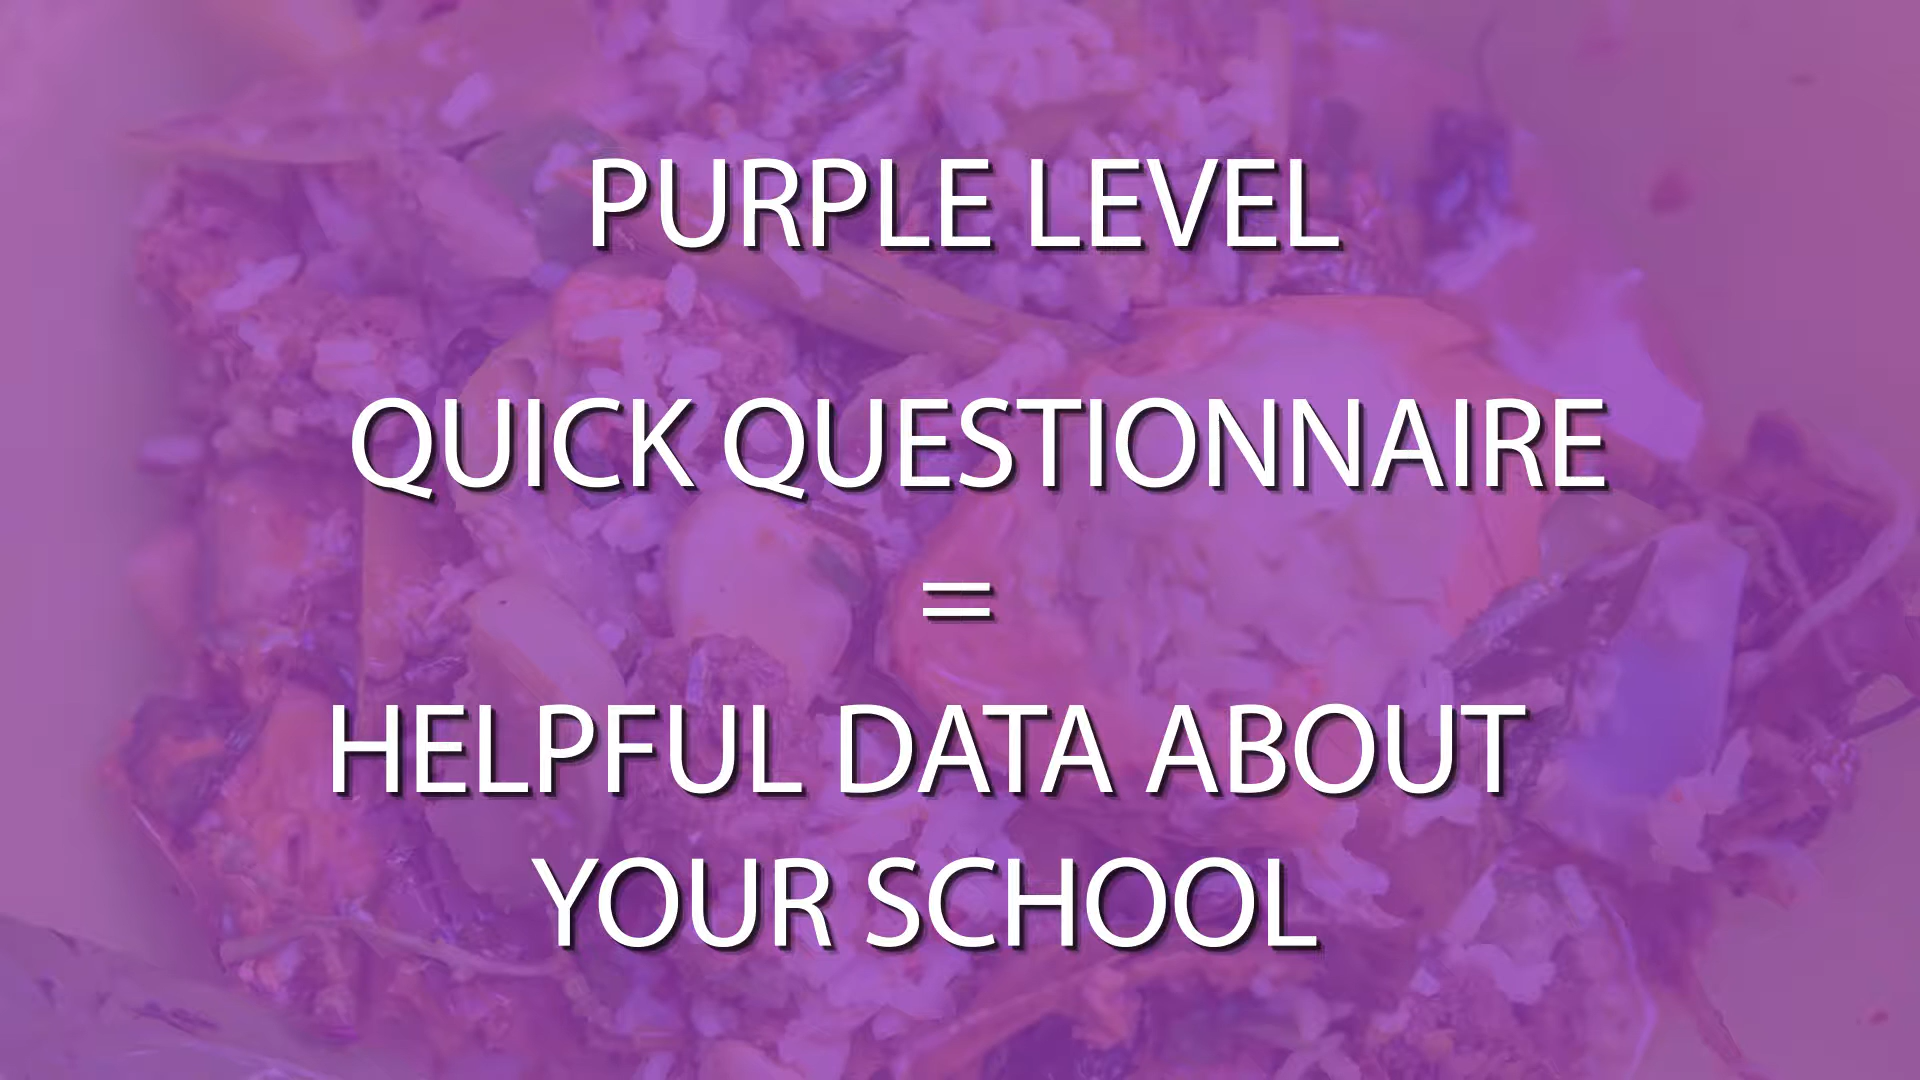 PURPLE LEVEL
QUICK QUESTIONNAIRE
=
HELPFUL DATA ABOUT
YOUR SCHOOL